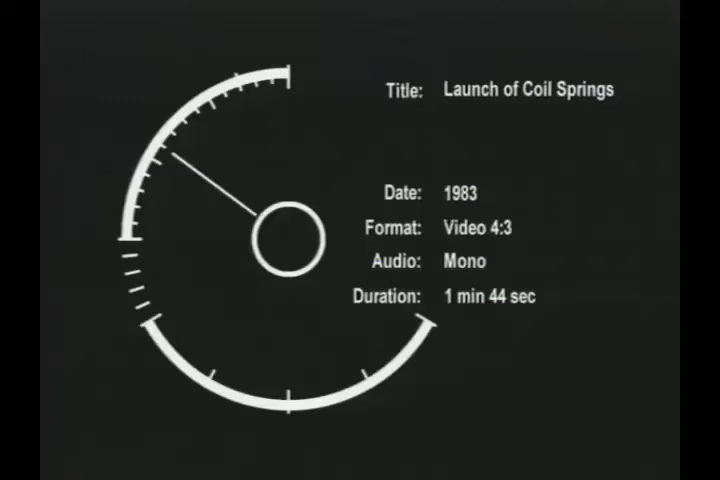 Title: Launch of Coil Springs
Date: 1983
Format: Video 4:3
Audio: Mono
Duration: 1 min 44 sec